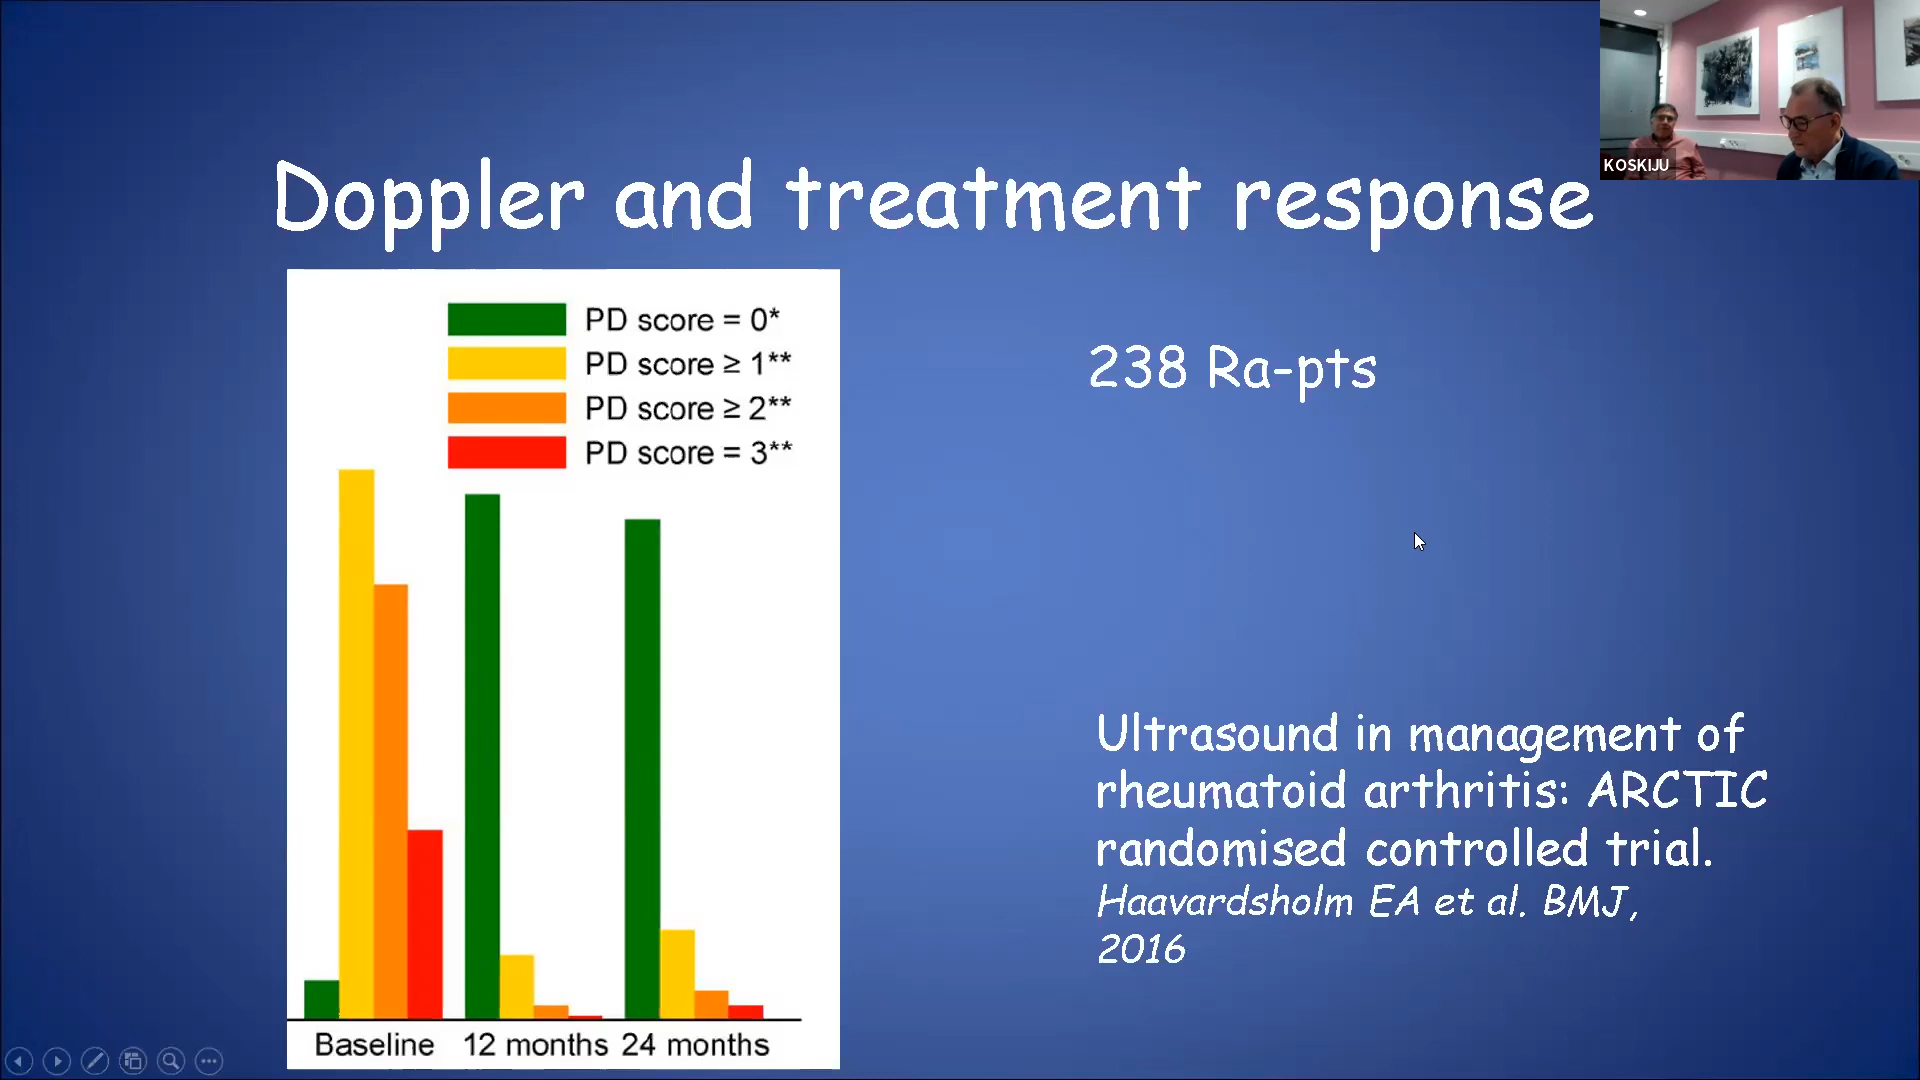 KOSKIJU
Doppler and treatment response
PD score = 0*
PD score ≥ 1**
PD score ≥ 2**
PD score = 3**
Baseline
12 months
24 months
238 Ra-pts
Ultrasound in management of
rheumatoid arthritis: ARCTIC
randomised controlled trial.
Haavardsholm EA et al. BMJ,
2016